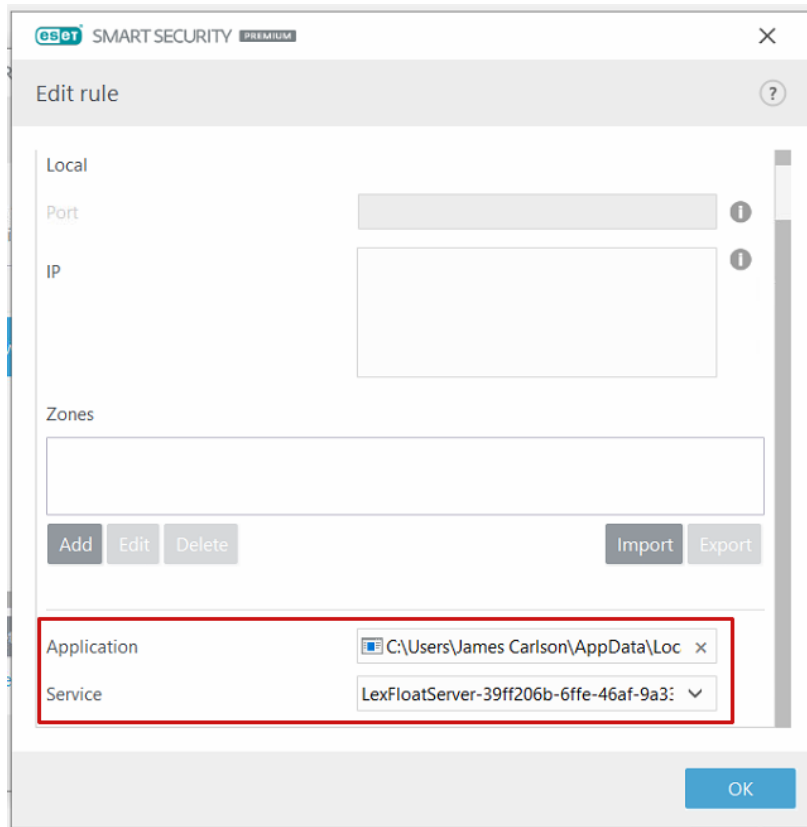 eset SMART SECURITY PREMIUM
Edit rule
?
Local
Port
i
IP
i
Zones
Add Edit Delete Import Export
Application C:\Users\James Carlson\AppData\Loc
Service LexFloatServer-39ff206b-6ffe-46af-9a33
OK